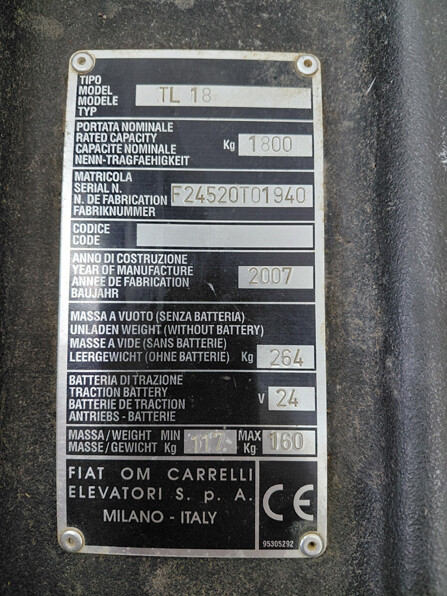 TIPO
MODEL
MODELE
TYP
TL 18
PORTATA NOMINALE
RATED CAPACITY
CAPACITE NOMINALE
NENN-TRAGFAEHIGKEIT
Kg 1800
MATRICOLA
SERIAL N.
N. DE FABRICATION
FABRIKNUMMER
F24520T01940
CODICE
CODE
ANNO DI COSTRUZIONE
YEAR OF MANUFACTURE
ANNÉE DE FABRICATION
BAUJAHR
2007
MASSA A VUOTO (SENZA BATTERIA)
UNLADEN WEIGHT (WITHOUT BATTERY)
MASSE A VIDE (SANS BATTERIE)
LEERGEWICHT (OHNE BATTERIE) Kg 264
BATTERIA DI TRAZIONE
TRACTION BATTERY
BATTERIE DE TRACTION
ANTRIEBS - BATTERIE
V 24
MASSA/WEIGHT MIN MAX
MASSE/GEWICHT Kg Kg 160
FIAT OM CARRELLI
ELEVATORI S. p. A.
MILANO - ITALY
CE
95305292